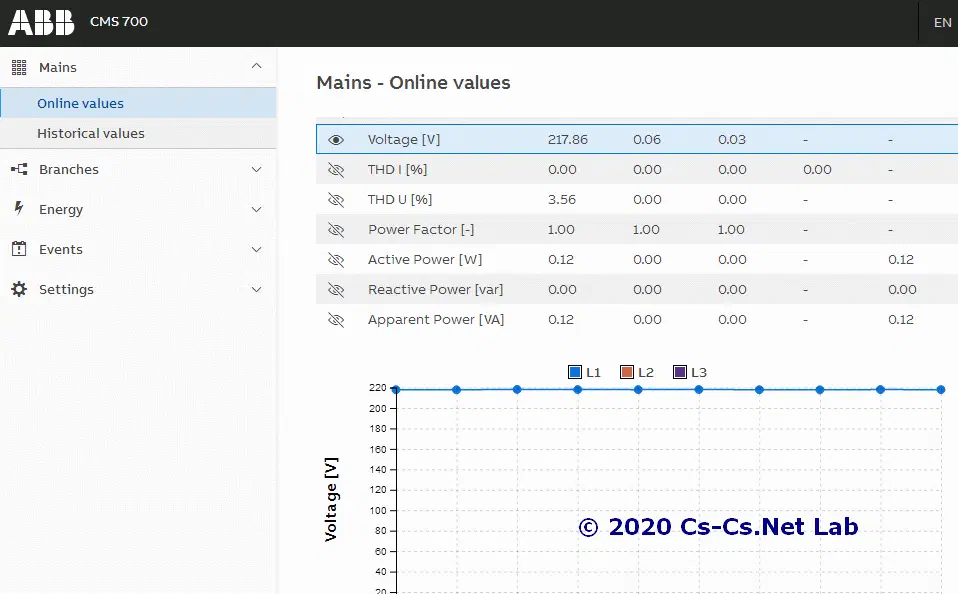 ABB CMS 700 EN
Mains
Online values
Historical values
Branches
Energy
Events
Settings
Mains - Online values
Voltage [V] 217.86 0.06 0.03 - -
THD I [%] 0.00 0.00 0.00 0.00 -
THD U [%] 3.56 0.00 0.00 - -
Power Factor [-] 1.00 1.00 1.00 - -
Active Power [W] 0.12 0.00 0.00 - 0.12
Reactive Power [var] 0.00 0.00 0.00 - 0.00
Apparent Power [VA] 0.12 0.00 0.00 - 0.12
L1 L2 L3
220
200
180
160
140
120
100
80
60
40
20
Voltage [V]
© 2020 Cs-Cs.Net Lab